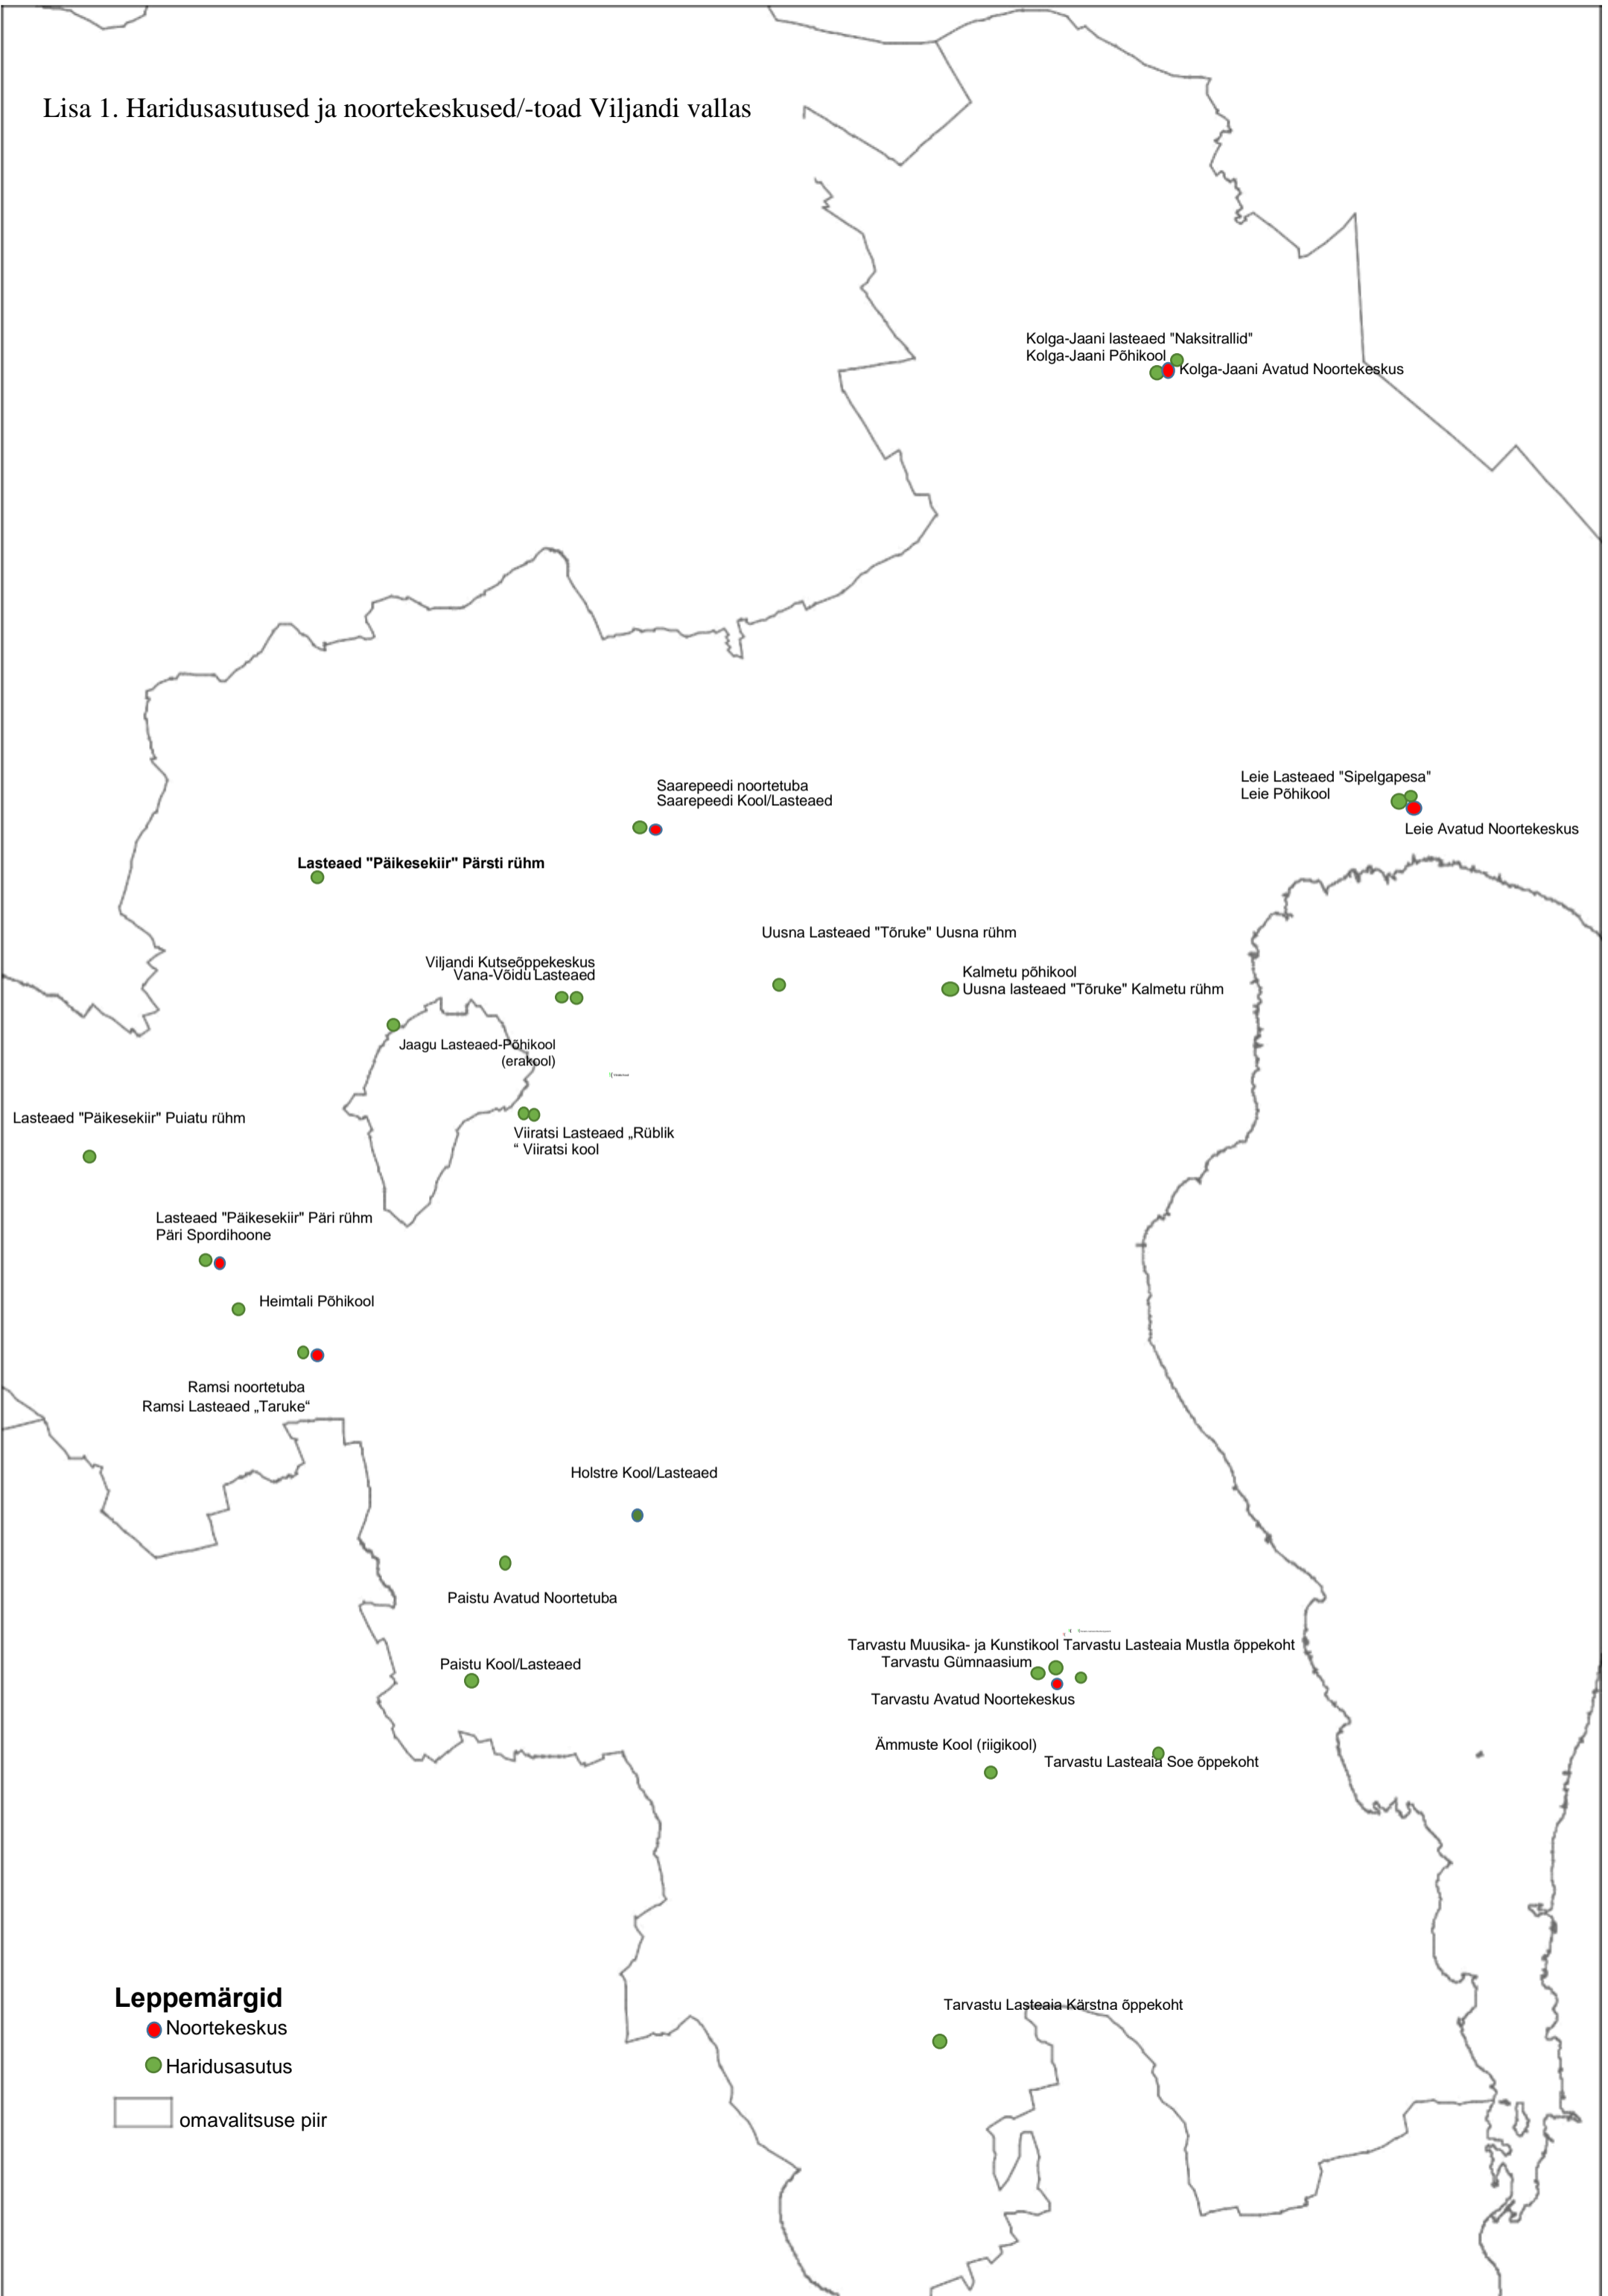 Lisa 1. Haridusasutused ja noortekeskused/-toad Viljandi vallas
Kolga-Jaani lasteaed "Naksitrallid"
Kolga-Jaani Põhikool
Kolga-Jaani Avatud Noortekeskus
Saarepeedi noortetuba
Saarepeedi Kool/Lasteaed
Leie Lasteaed "Sipelgapesa"
Leie Põhikool
Leie Avatud Noortekeskus
Lasteaed "Päikesekiir" Pärsti rühm
Uusna Lasteaed "Tõruke" Uusna rühm
Viljandi Kutseõppekeskus
Vana-Võidu Lasteaed
Kalmetu põhikool
Uusna lasteaed "Tõruke" Kalmetu rühm
Jaagu Lasteaed-Põhikool
(erakool)
Lasteaed "Päikesekiir" Puiatu rühm
Viiratsi Lasteaed „Rüblik
“ Viiratsi kool
Lasteaed "Päikesekiir" Päri rühm
Päri Spordihoone
Heimtali Põhikool
Ramsi noortetuba
Ramsi Lasteaed „Taruke“
Holstre Kool/Lasteaed
Paistu Avatud Noortetuba
Paistu Kool/Lasteaed
Tarvastu Muusika- ja Kunstikool Tarvastu Lasteaia Mustla õppekoht
Tarvastu Gümnaasium
Tarvastu Avatud Noortekeskus
Ämmuste Kool (riigikool)
Tarvastu Lasteaia Soe õppekoht
Tarvastu Lasteaia Kärstna õppekoht
Leppemärgid
Noortekeskus
Haridusasutus
omavalitsuse piir